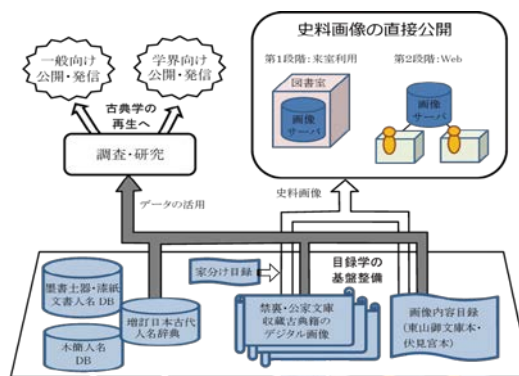 史料画像の直接公開
第1段階：来室利用
第2段階：Web
図書室
画像
サーバ
画像
サーバ
一般向け
公開・発信
学界向け
公開・発信
古典学の
再生へ
調査・研究
データの活用
史料画像
家分け目録
目録学の
基盤整備
墨書土器・漆紙
文書人名DB
木簡人名
DB
増訂日本古代
人名辞典
禁裏・公家文庫
収蔵古典籍の
デジタル画像
画像内容目録
(東山御文庫本・
伏見宮本)